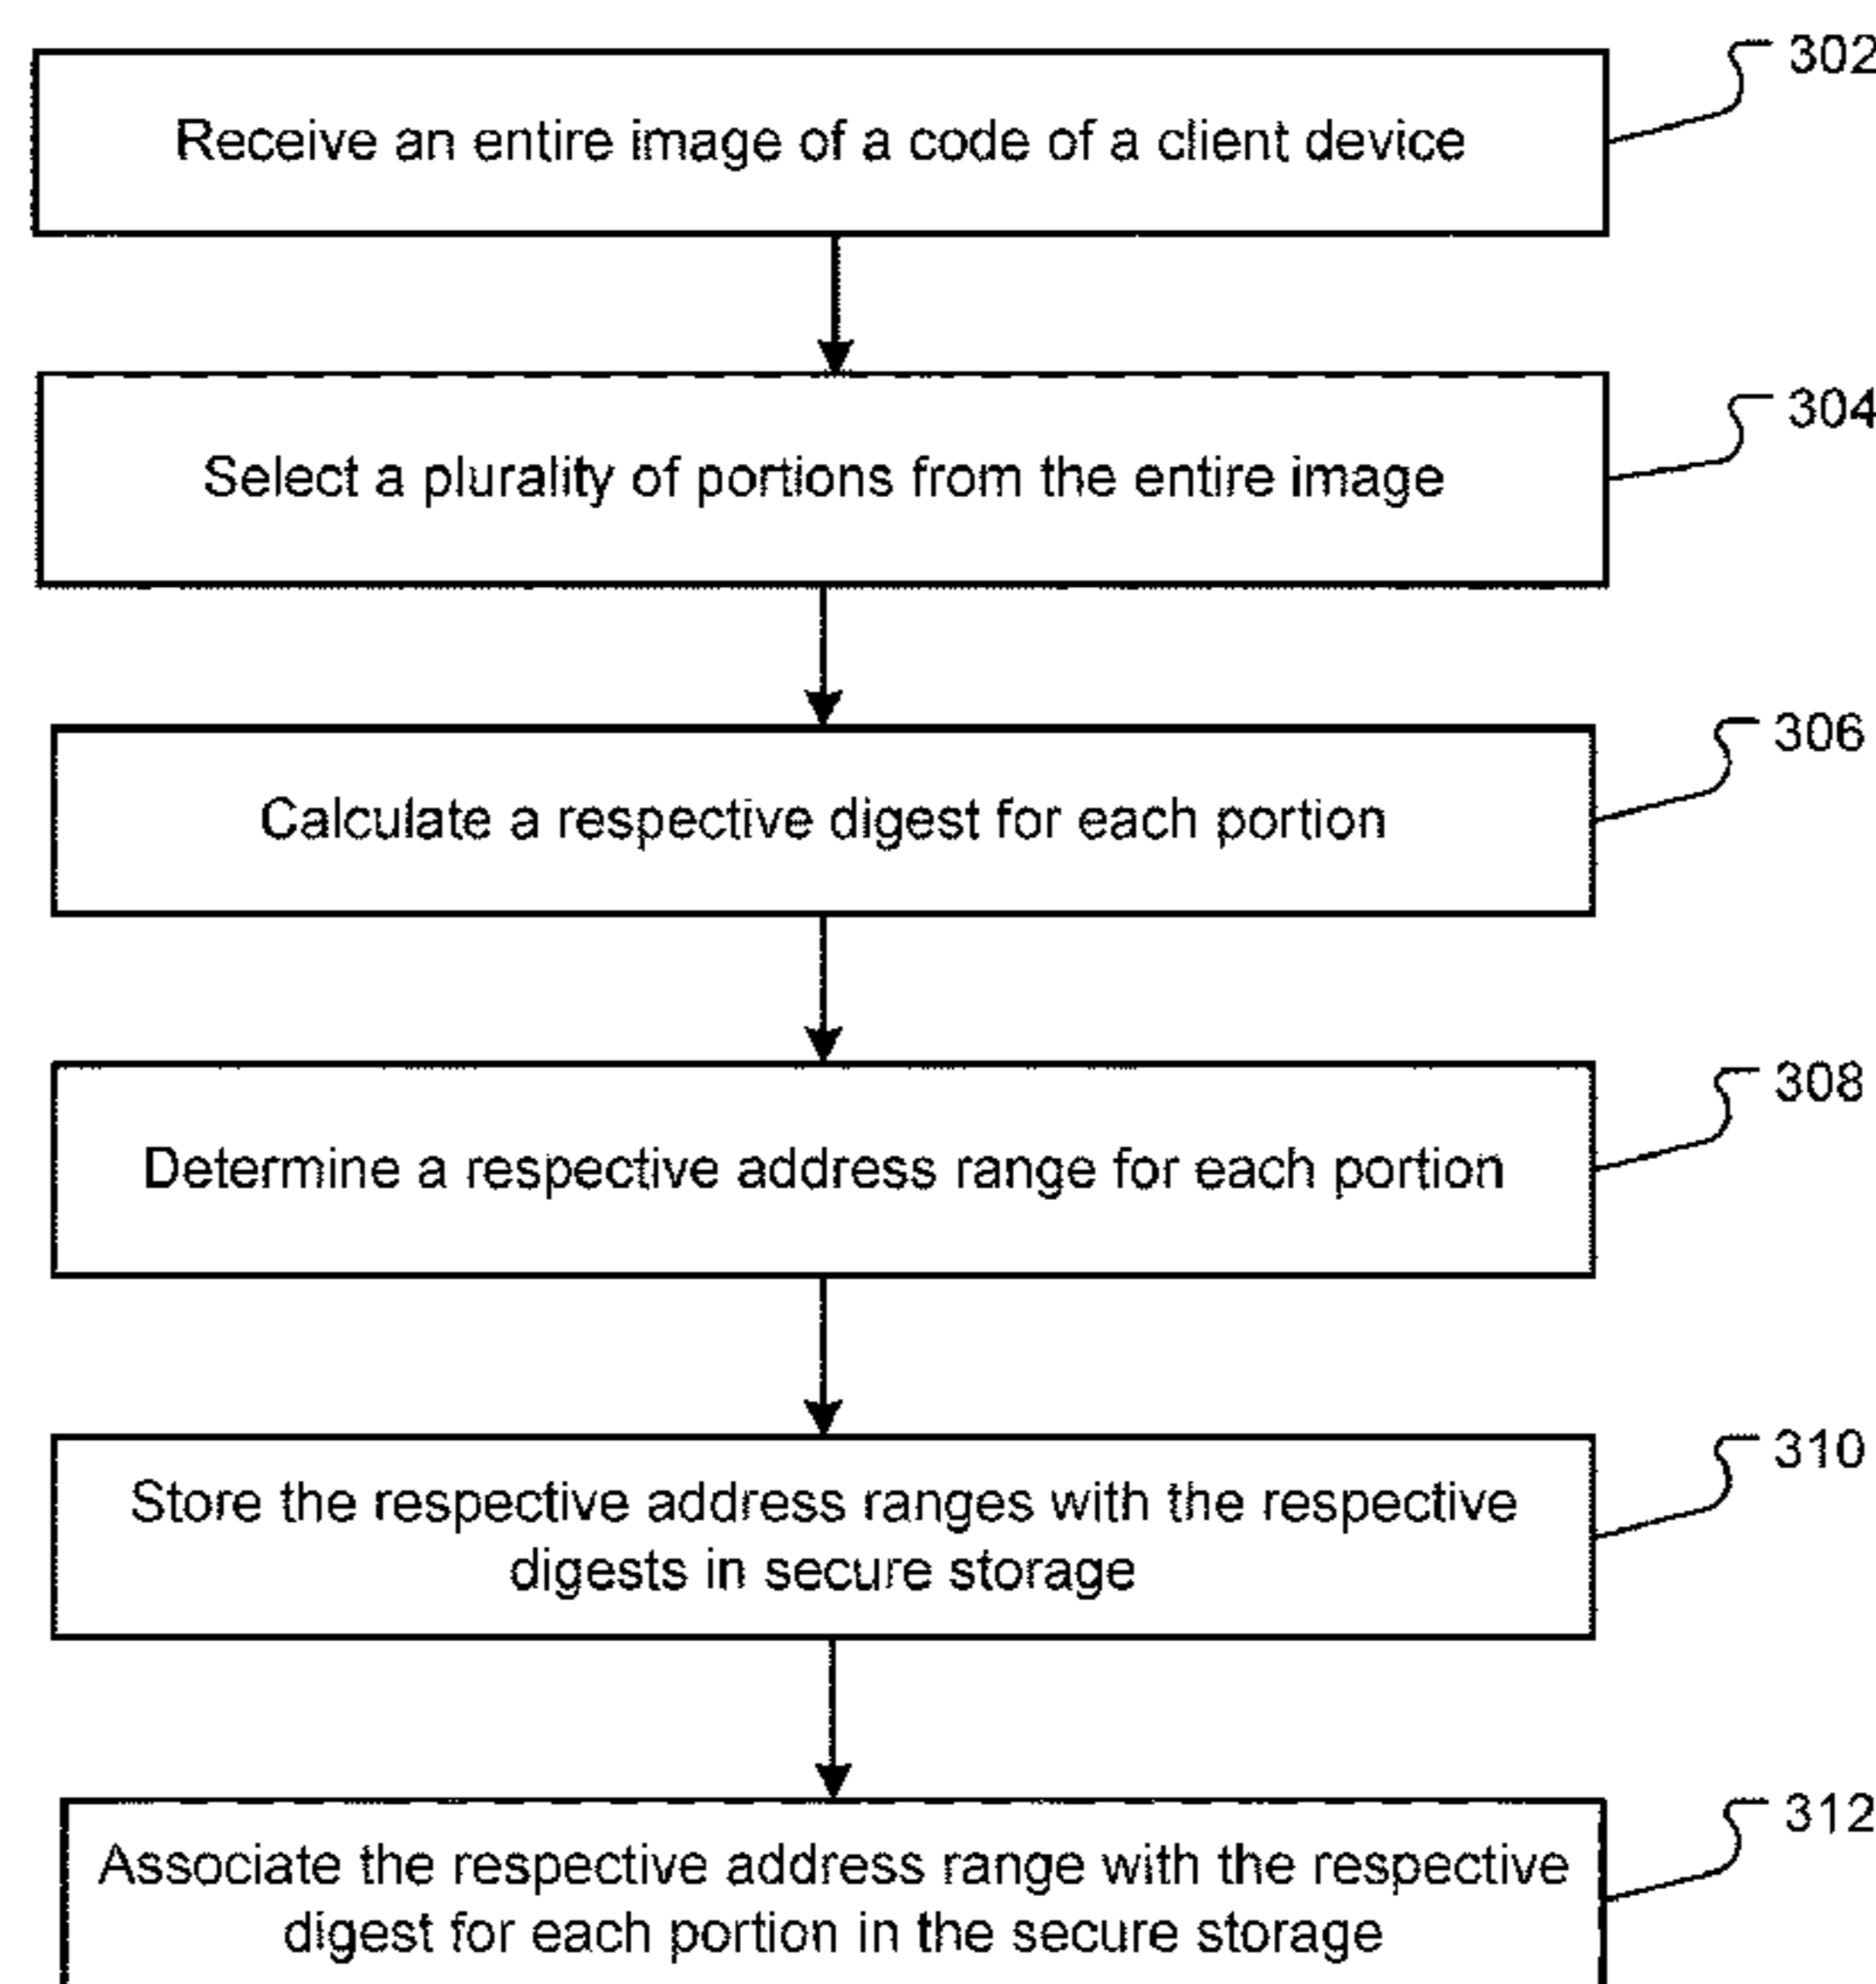 302
Receive an entire image of a code of a client device
304
Select a plurality of portions from the entire image
306
Calculate a respective digest for each portion
308
Determine a respective address range for each portion
310
Store the respective address ranges with the respective
digests in secure storage
312
Associate the respective address range with the respective
digest for each portion in the secure storage